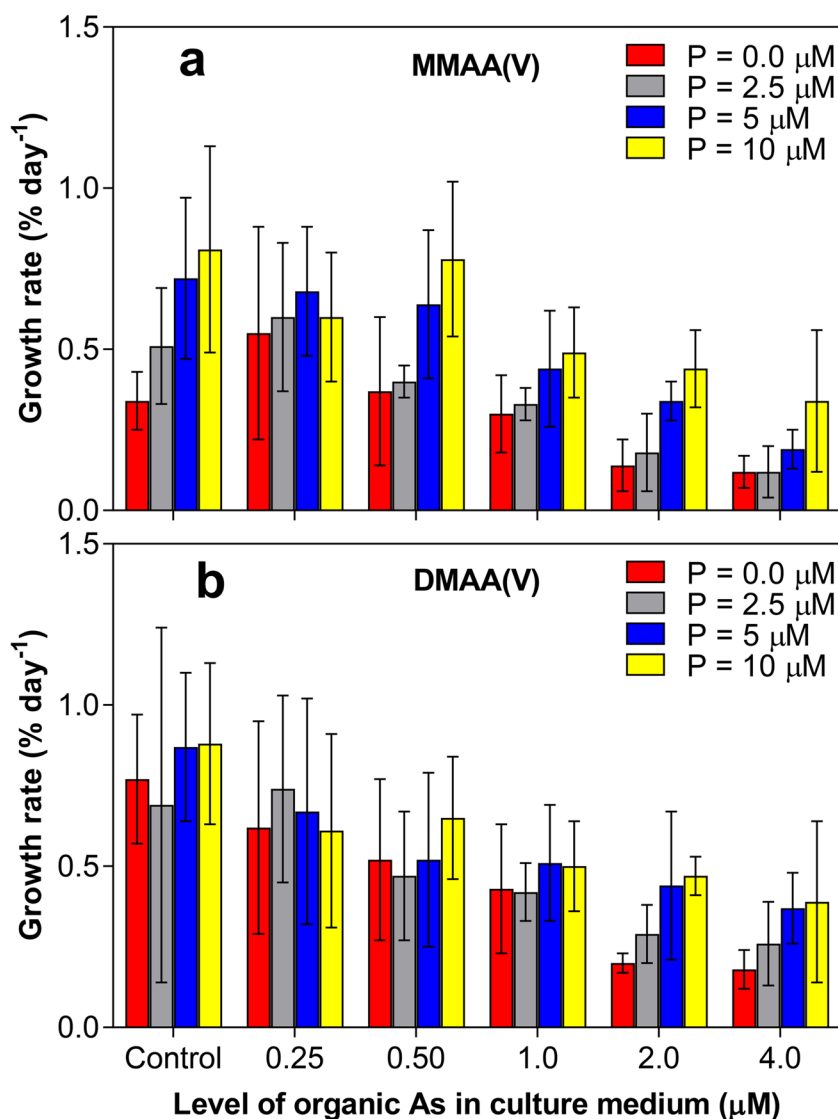 1.5
a
MMAA(V)
P = 0.0 μM
P = 2.5 μM
P = 5 μM
P = 10 μM
1.0
0.5
0.0
Growth rate (% day-1)
1.5
b
DMAA(V)
P = 0.0 μM
P = 2.5 μM
P = 5 μM
P = 10 μM
1.0
0.5
0.0
Growth rate (% day-1)
Control 0.25 0.50 1.0 2.0 4.0
Level of organic As in culture medium (μM)